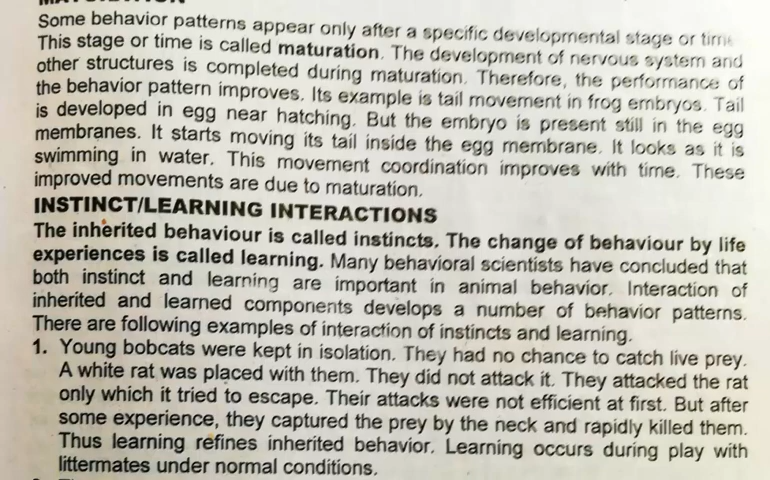 Some behavior patterns appear only after a specific developmental stage or time
This stage or time is called maturation. The development of nervous system and
other structures is completed during maturation. Therefore, the performance of
the behavior pattern improves. Its example is tail movement in frog embryos. Tail
is developed in egg near hatching. But the embryo is present still in the egg
membranes. It starts moving its tail inside the egg membrane. It looks as it is
swimming in water. This movement coordination improves with time. These
improved movements are due to maturation.
INSTINCT/LEARNING INTERACTIONS
The inherited behaviour is called instincts. The change of behaviour by life
experiences is called learning. Many behavioral scientists have concluded that
both instinct and learning are important in animal behavior. Interaction of
inherited and learned components develops a number of behavior patterns.
There are following examples of interaction of instincts and learning.
1. Young bobcats were kept in isolation. They had no chance to catch live prey.
A white rat was placed with them. They did not attack it. They attacked the rat
only which it tried to escape. Their attacks were not efficient at first. But after
some experience, they captured the prey by the neck and rapidly killed them.
Thus learning refines inherited behavior. Learning occurs during play with
littermates under normal conditions.